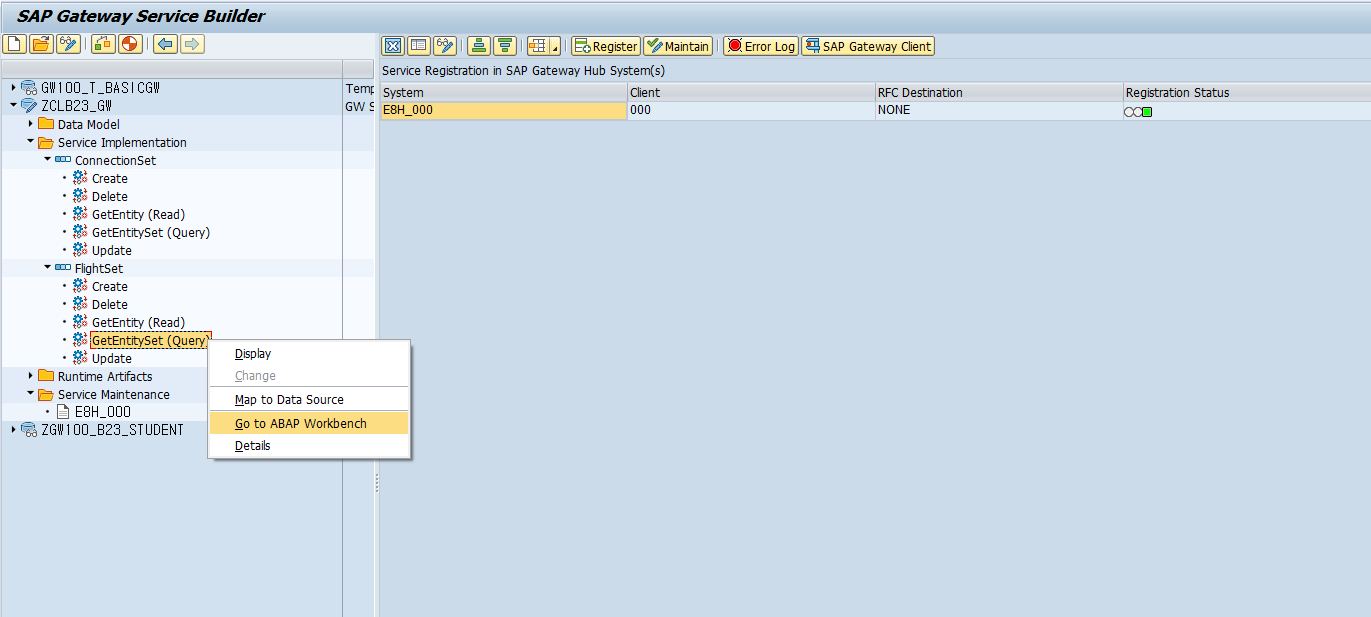 SAP Gateway Service Builder
Register Maintain Error Log SAP Gateway Client
Service Registration in SAP Gateway Hub System(s)
System Client RFC Destination Registration Status
E8H_000 000 NONE
GW100_T_BASICGW Temp
ZCLB23_GW GW S
Data Model
Service Implementation
ConnectionSet
Create
Delete
GetEntity (Read)
GetEntitySet (Query)
Update
FlightSet
Create
Delete
GetEntity (Read)
GetEntitySet (Query)
Update
Runtime Artifacts
Service Maintenance
E8H_000
ZGW100_B23_STUDENT
Display
Change
Map to Data Source
Go to ABAP Workbench
Details